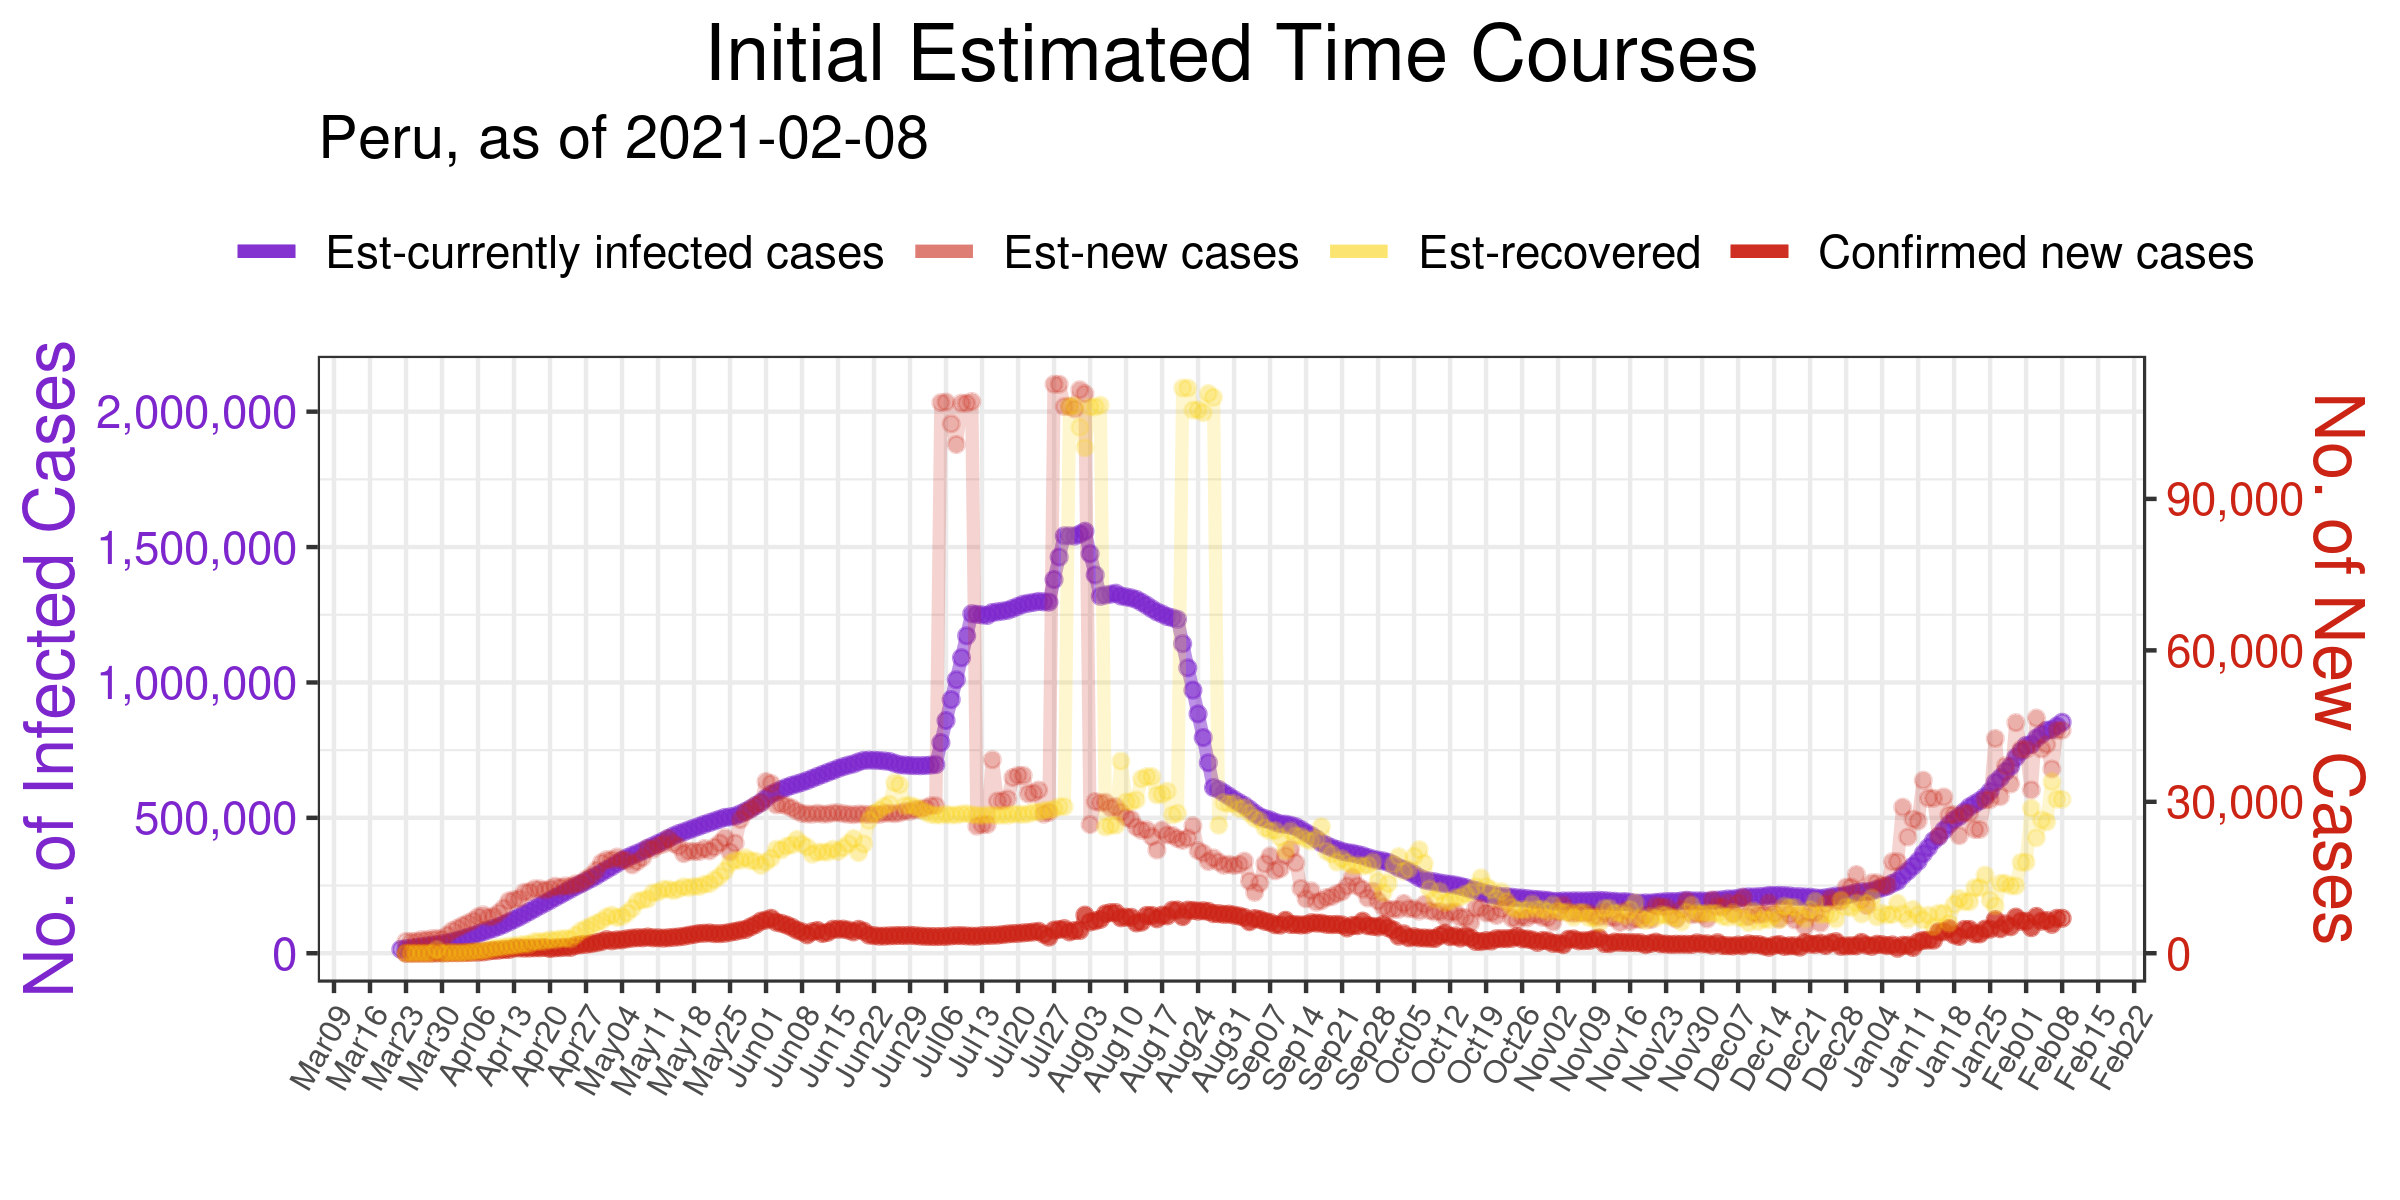 Initial Estimated Time Courses
Peru, as of 2021-02-08
Est-currently infected cases Est-new cases Est-recovered Confirmed new cases
No. of Infected Cases
2,000,000
1,500,000
1,000,000
500,000
0
No. of New Cases
90,000
60,000
30,000
0
Mar09 Mar16 Mar23 Mar30 Apr06 Apr13 Apr20 Apr27 May04 May11 May18 May25 Jun01 Jun08 Jun15 Jun22 Jun29 Jul06 Jul13 Jul20 Jul27 Aug03 Aug10 Aug17 Aug24 Aug31 Sep07 Sep14 Sep21 Sep28 Oct05 Oct12 Oct19 Oct26 Nov02 Nov09 Nov16 Nov23 Nov30 Dec07 Dec14 Dec21 Dec28 Jan04 Jan11 Jan18 Jan25 Feb01 Feb08 Feb15 Feb22